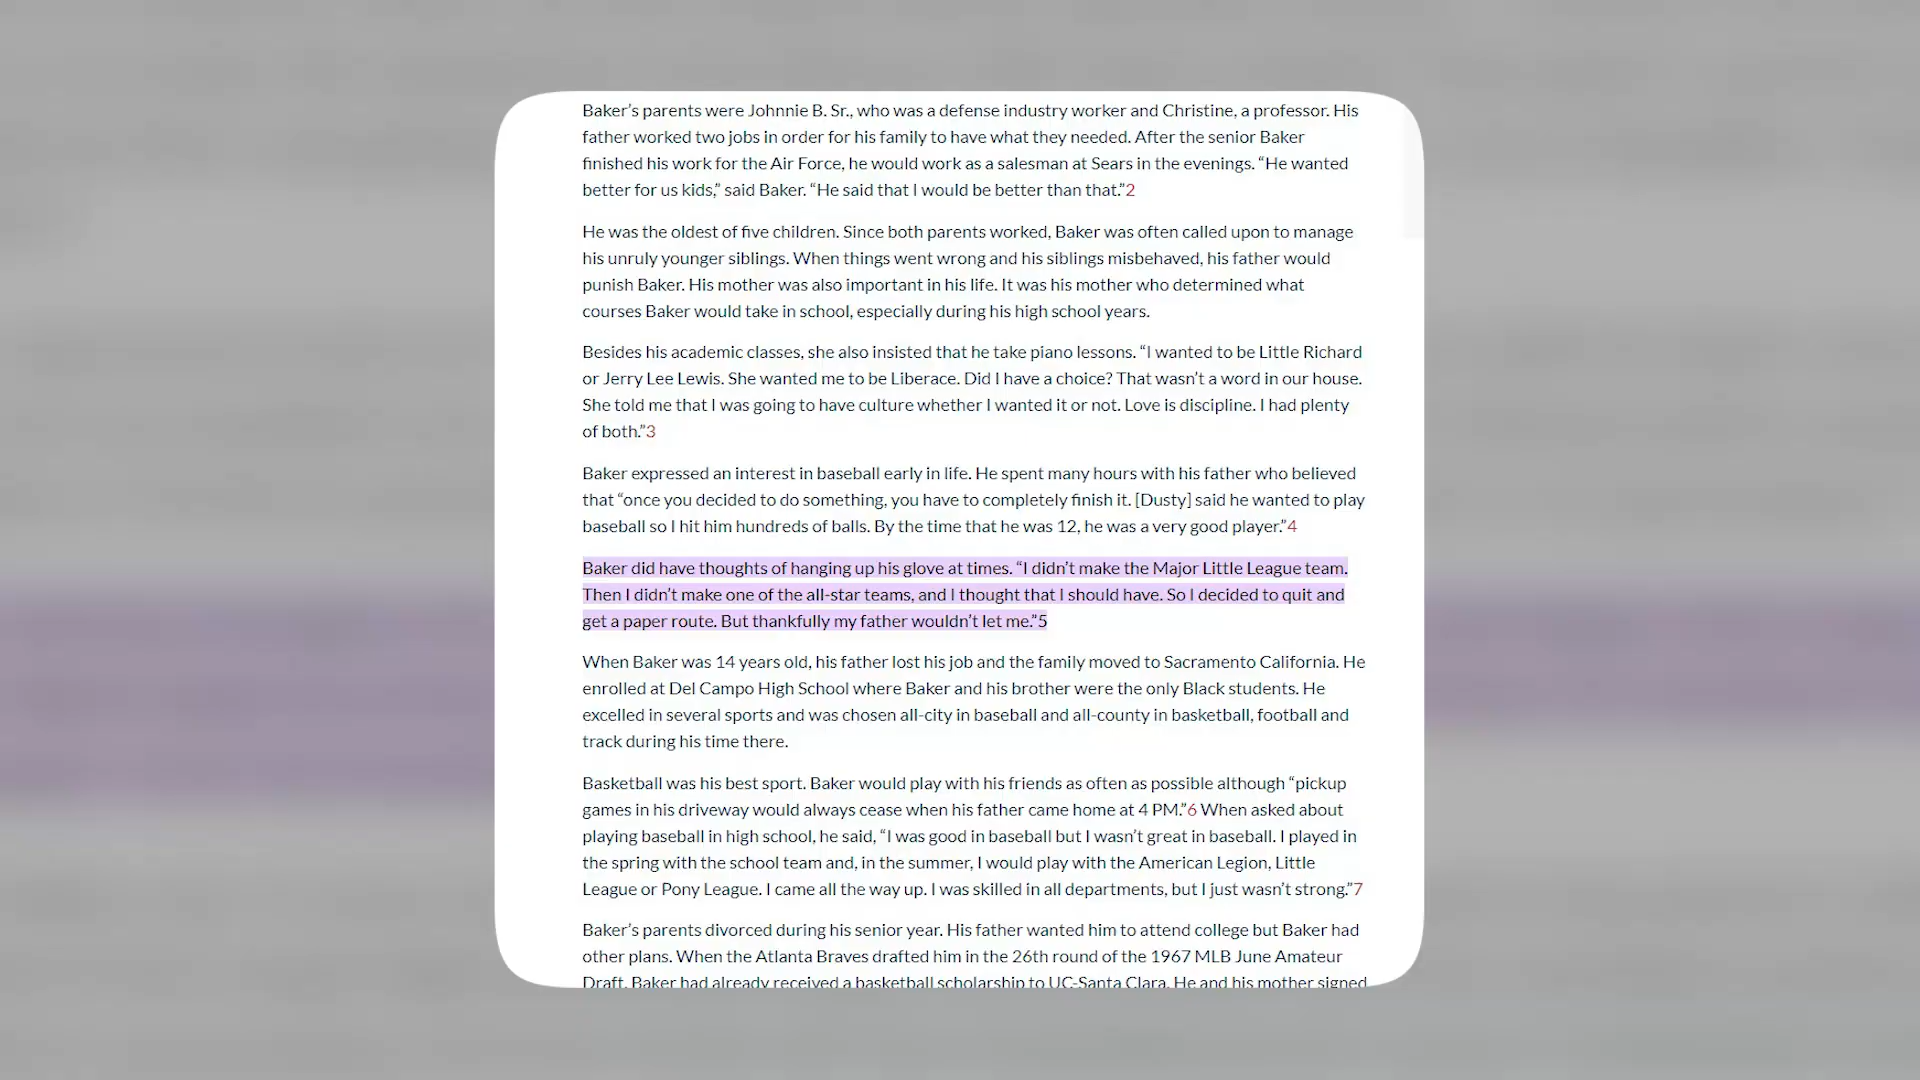 Baker’s parents were Johnnie B. Sr., who was a defense industry worker and Christine, a professor. His
father worked two jobs in order for his family to have what they needed. After the senior Baker
finished his work for the Air Force, he would work as a salesman at Sears in the evenings. “He wanted
better for us kids,” said Baker. “He said that I would be better than that.”2
He was the oldest of five children. Since both parents worked, Baker was often called upon to manage
his unruly younger siblings. When things went wrong and his siblings misbehaved, his father would
punish Baker. His mother was also important in his life. It was his mother who determined what
courses Baker would take in school, especially during his high school years.
Besides his academic classes, she also insisted that he take piano lessons. “I wanted to be Little Richard
or Jerry Lee Lewis. She wanted me to be Liberace. Did I have a choice? That wasn’t a word in our house.
She told me that I was going to have culture whether I wanted it or not. Love is discipline. I had plenty
of both.”3
Baker expressed an interest in baseball early in life. He spent many hours with his father who believed
that “once you decided to do something, you have to completely finish it. [Dusty] said he wanted to play
baseball so I hit him hundreds of balls. By the time that he was 12, he was a very good player.”4
Baker did have thoughts of hanging up his glove at times. “I didn’t make the Major Little League team.
Then I didn’t make one of the all-star teams, and I thought that I should have. So I decided to quit and
get a paper route. But thankfully my father wouldn’t let me.”5
When Baker was 14 years old, his father lost his job and the family moved to Sacramento California. He
enrolled at Del Campo High School where Baker and his brother were the only Black students. He
excelled in several sports and was chosen all-city in baseball and all-county in basketball, football and
track during his time there.
Basketball was his best sport. Baker would play with his friends as often as possible although “pickup
games in his driveway would always cease when his father came home at 4 PM.”6 When asked about
playing baseball in high school, he said, “I was good in baseball but I wasn’t great in baseball. I played in
the spring with the school team and, in the summer, I would play with the American Legion, Little
League or Pony League. I came all the way up. I was skilled in all departments, but I just wasn’t strong.”7
Baker’s parents divorced during his senior year. His father wanted him to attend college but Baker had
other plans. When the Atlanta Braves drafted him in the 26th round of the 1967 MLB June Amateur
Draft, Baker had already received a basketball scholarship to UC-Santa Clara. He and his mother signed